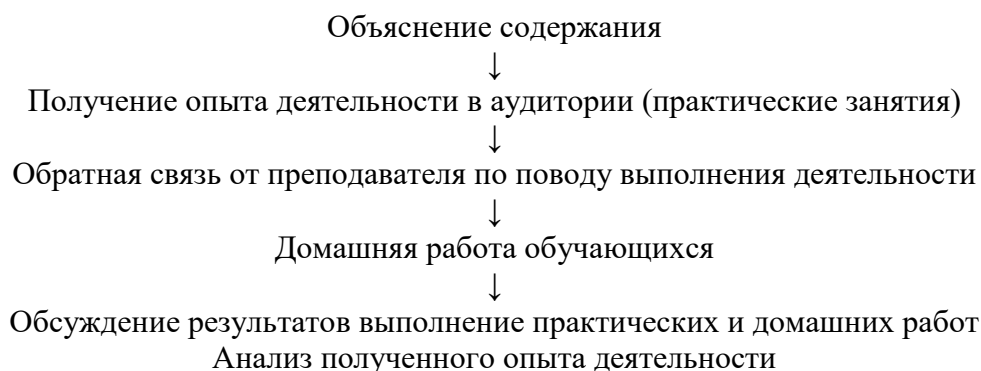 Объяснение содержания
↓
Получение опыта деятельности в аудитории (практические занятия)
↓
Обратная связь от преподавателя по поводу выполнения деятельности
↓
Домашняя работа обучающихся
↓
Обсуждение результатов выполнение практических и домашних работ
Анализ полученного опыта деятельности